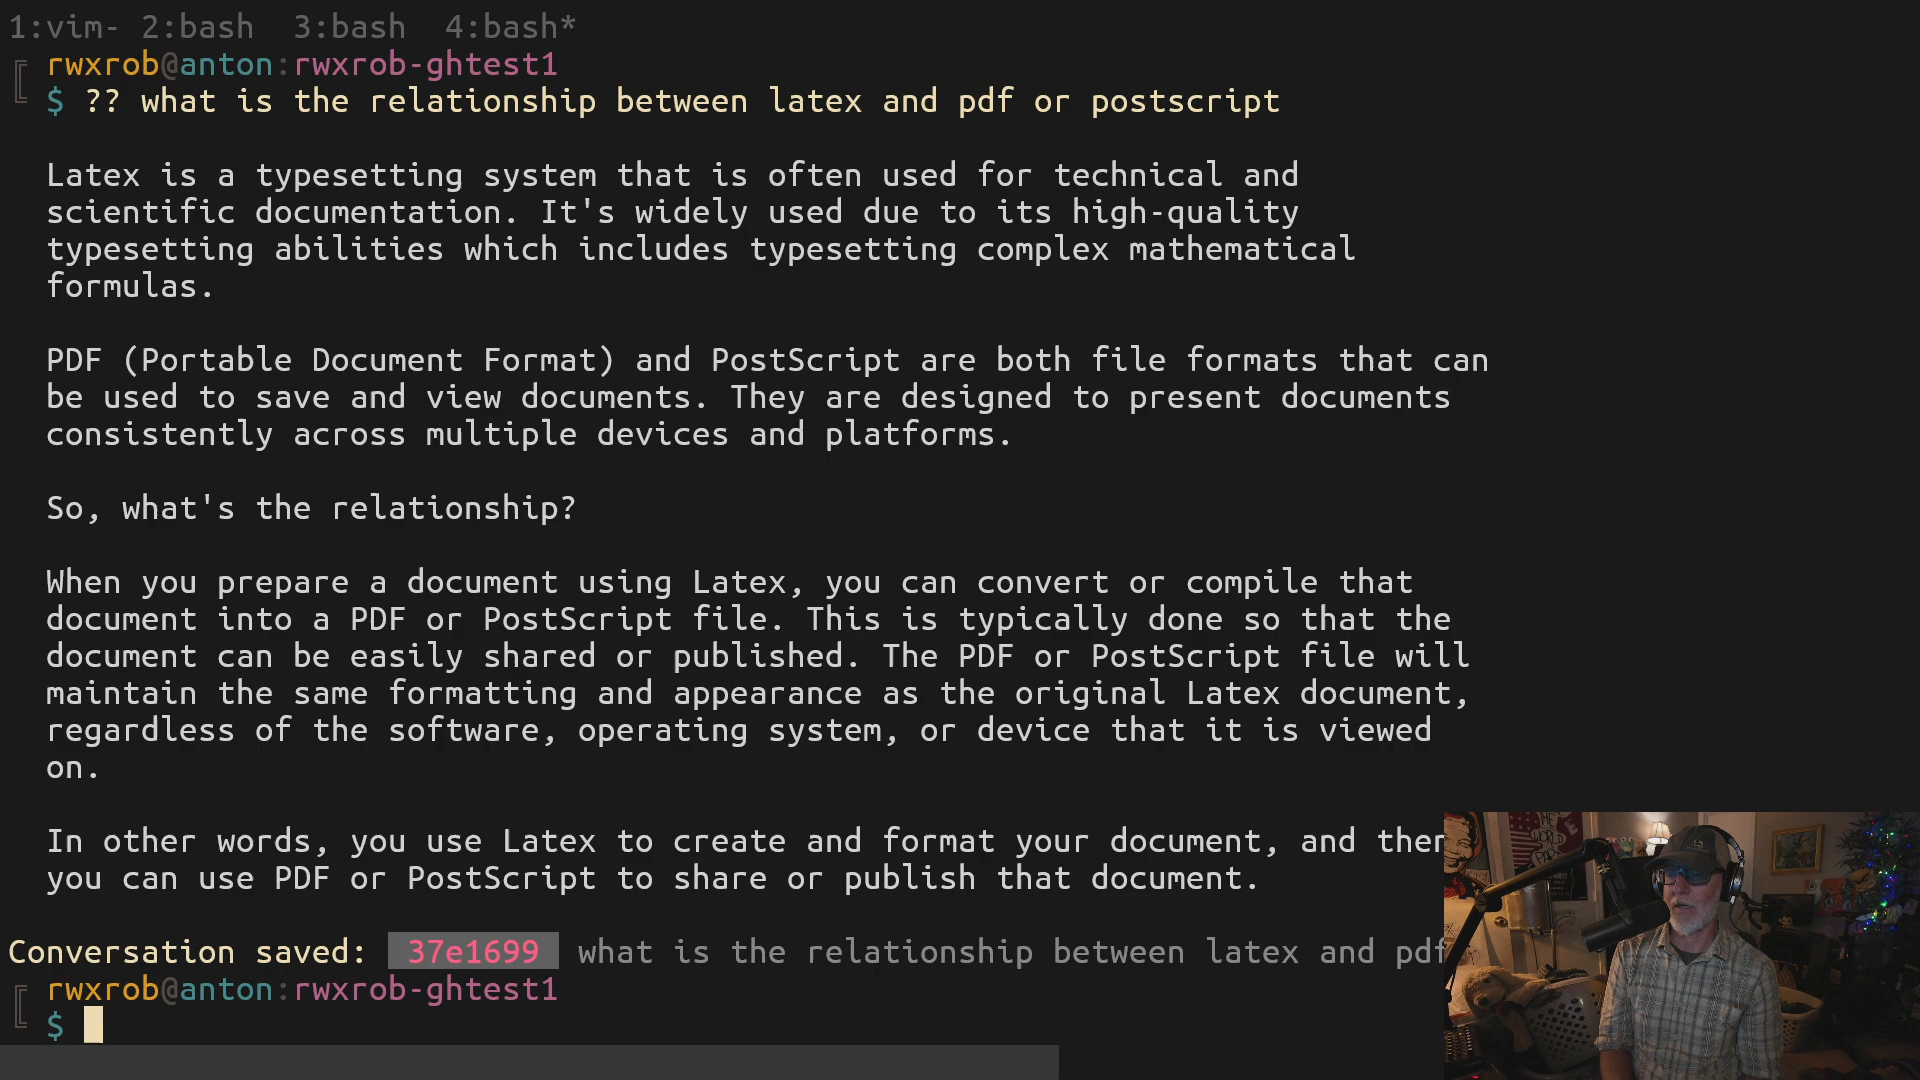 1:vim- 2:bash  3:bash  4:bash*
rwxrob@anton:rwxrob-ghtest1
$ ?? what is the relationship between latex and pdf or postscript
Latex is a typesetting system that is often used for technical and
scientific documentation. It's widely used due to its high-quality
typesetting abilities which includes typesetting complex mathematical
formulas.
PDF (Portable Document Format) and PostScript are both file formats that can
be used to save and view documents. They are designed to present documents
consistently across multiple devices and platforms.
So, what's the relationship?
When you prepare a document using Latex, you can convert or compile that
document into a PDF or PostScript file. This is typically done so that the
document can be easily shared or published. The PDF or PostScript file will
maintain the same formatting and appearance as the original Latex document,
regardless of the software, operating system, or device that it is viewed
on.
In other words, you use Latex to create and format your document, and then
you can use PDF or PostScript to share or publish that document.
Conversation saved: 37e1699 what is the relationship between latex and pdf
rwxrob@anton:rwxrob-ghtest1
$